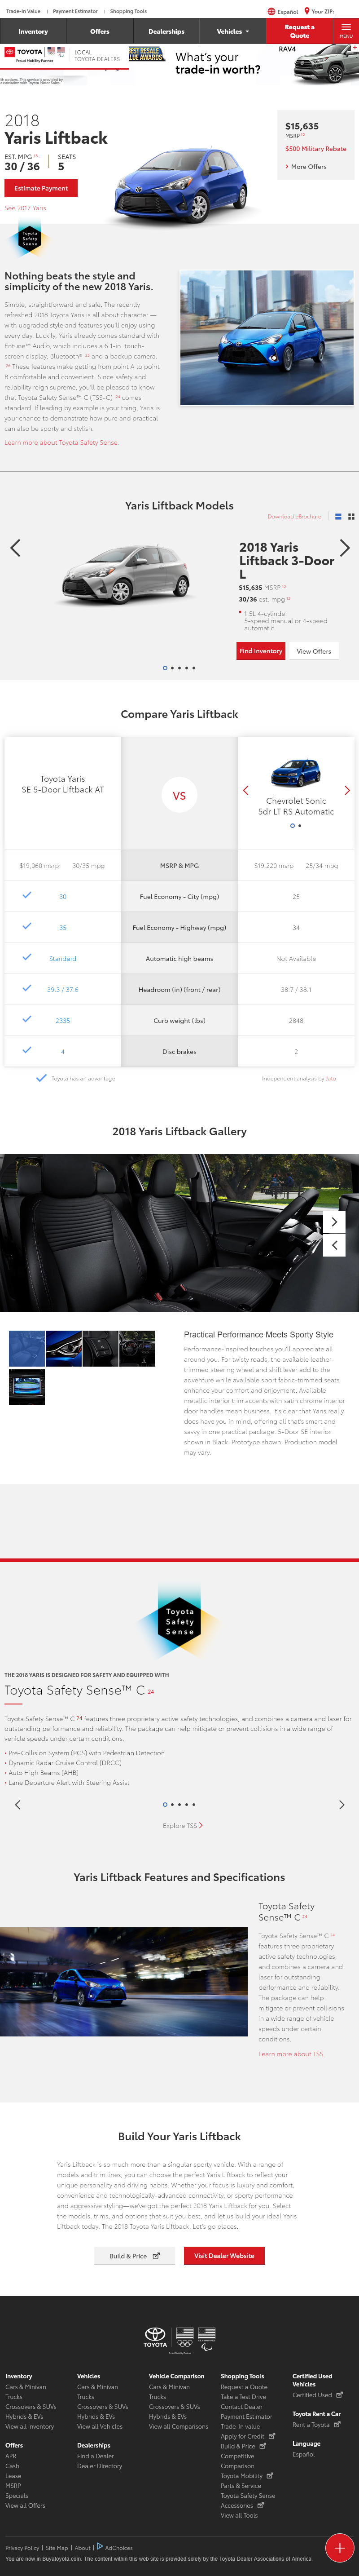 Trade-in Value | Payment Estimator | Shopping Tools
Español
Your ZIP:
Inventory
Offers
Dealerships
Vehicles
Request a
Quote
MENU
TOYOTA
LOCAL
TOYOTA DEALERS
What's your
true trade-in worth?
RAV4
2018
Yaris Liftback
EST. MPG
30 / 36
SEATS
5
Estimate Payment
See 2017 Yaris
$15,635
MSRP
$500 Military Rebate
More Offers
Toyota
Safety
Sense
Nothing beats the style and
simplicity of the new 2018 Yaris.
Simple, straightforward and safe. The recently
refreshed 2018 Toyota Yaris is all about character —
with upgraded style and features you'll enjoy using
every day. Luckily, Yaris already comes standard with
Entune™ Audio, which includes a 6.1-in. touch-
screen display, Bluetooth® 22 and a backup camera.
These features make getting from point A to point
B comfortable and convenient. Since safety and
reliability reign supreme, you'll be pleased to know
that Toyota Safety Sense™ C (TSS-C) 24 comes
standard. If leading by example is your thing, Yaris is
your chance to demonstrate how pure and practical
can also be sporty and stylish.
Learn more about Toyota Safety Sense
Yaris Liftback Models
Download eBrochure
2018 Yaris
Liftback 3-Door
L
$15,635 MSRP
30/36 est. mpg
1.5L 4-cylinder
5-speed manual or 4-speed
automatic
Find Inventory
View Offers
Compare Yaris Liftback
Toyota Yaris
SE 5-Door Liftback AT
VS
Chevrolet Sonic
5dr LT RS Automatic
$19,060 msrp 30/35 mpg MSRP & MPG $19,220 msrp 25/34 mpg
30 Fuel Economy - City (mpg) 25
35 Fuel Economy - Highway (mpg) 34
Standard Automatic high beams Not Available
39.3 / 37.6 Headroom (in) (front / rear) 38.7 / 38.1
2335 Curb weight (lbs) 2848
4 Disc brakes 2
Toyota has an advantage
Independent analysis by Jato
2018 Yaris Liftback Gallery
Practical Performance Meets Sporty Style
Performance-inspired touches you'll appreciate all
around you. For twisty roads, the available leather-
trimmed steering wheel and shift lever add to the
adventure while available sport fabric-trimmed seats
enhance your comfort and enjoyment. Available
metallic interior trim accents with satin chrome interior
door handles mean business. It's clear that Yaris really
does have you in mind, offering all that's smart and
savvy in one practical package. 5-Door SE interior
shown in Black. Prototype shown. Production model
may vary.
Toyota
Safety
Sense
THE 2018 YARIS IS DESIGNED FOR SAFETY AND EQUIPPED WITH
Toyota Safety Sense™ C 24
Toyota Safety Sense™ C 24 features three proprietary active safety technologies, and combines a camera and laser for
outstanding performance and reliability. The package can help mitigate or prevent collisions in a wide range of
vehicle speeds under certain conditions.
• Pre-Collision System (PCS) with Pedestrian Detection
• Dynamic Radar Cruise Control (DRCC)
• Auto High Beams (AHB)
• Lane Departure Alert with Steering Assist
Explore TSS
Yaris Liftback Features and Specifications
Toyota Safety
Sense™ C 24
Toyota Safety Sense™ C 24
features three proprietary
active safety technologies,
and combines a camera and
laser for outstanding
performance and reliability.
The package can help
mitigate or prevent collisions
in a wide range of vehicle
speeds under certain
conditions.
Learn more about TSS.
Build Your Yaris Liftback
Yaris Liftback is so much more than a singular sporty vehicle. With a range of
models and trim lines, you can choose the perfect Yaris Liftback to reflect your
unique personality and driving habits. Whether your focus is luxury and comfort,
convenience and technologically-advanced connectivity, or sporty performance
and aggressive styling—we've got the perfect 2018 Yaris Liftback for you. Select
the models, trims, and options that suit you best, and let us build your ideal Yaris
Liftback today. The 2018 Toyota Yaris Liftback. Let's go places.
Build & Price
Visit Dealer Website
TOYOTA
Inventory
Cars & Minivan
Trucks
Crossovers & SUVs
Hybrids & EVs
View all Inventory
Offers
APR
Cash
Lease
MSRP
Specials
View all Offers
Vehicles
Cars & Minivan
Trucks
Crossovers & SUVs
Hybrids & EVs
View all Vehicles
Dealerships
Find a Dealer
Dealer Directory
Vehicle Comparison
Cars & Minivan
Trucks
Crossovers & SUVs
Hybrids & EVs
View all Comparisons
Shopping Tools
Request a Quote
Take a Test Drive
Contact Dealer
Payment Estimator
Trade-In value
Apply for Credit
Build & Price
Competitive
Comparison
Toyota Mobility
Parts & Service
Toyota Safety Sense
Accessories
View all Tools
Certified Used
Vehicles
Certified Used
Toyota Rent a Car
Rent a Toyota
Language
Español
Privacy Policy | Site Map | About | AdChoices
You are now in Buyatoyota.com. The content within this web site is provided solely by the Toyota Dealer Association of America.